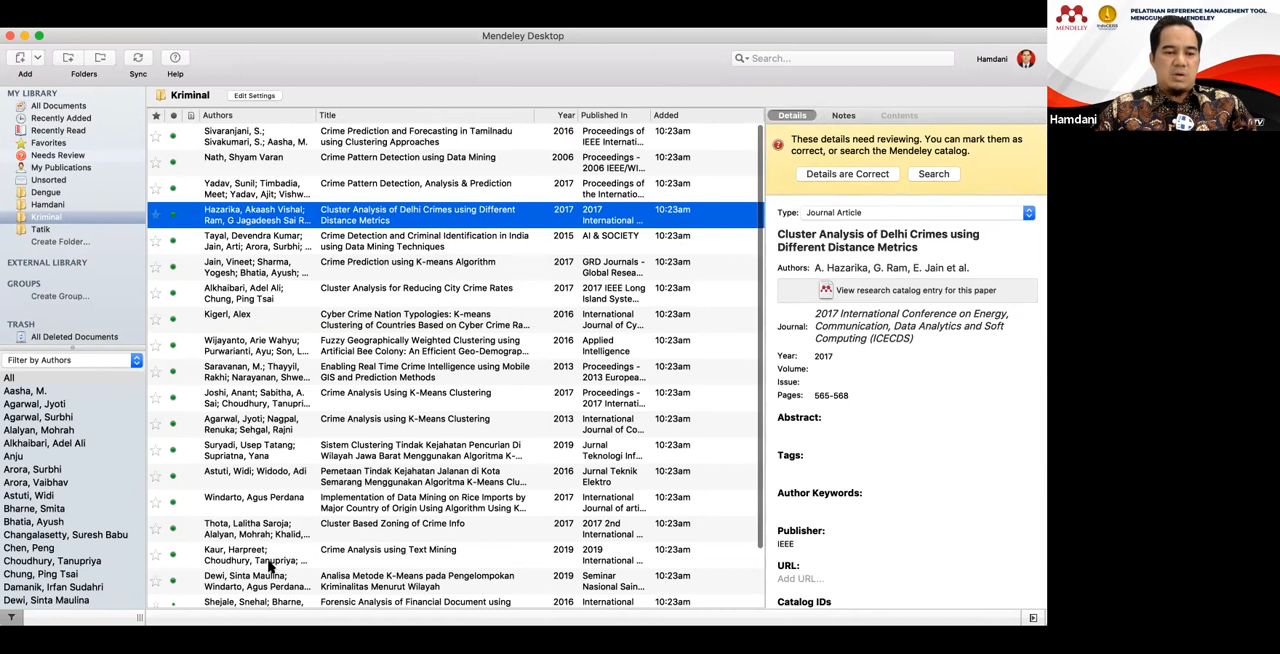 Mendeley Desktop
Add
Folders
Sync
Help
Search...
Hamdani
MY LIBRARY
All Documents
Recently Added
Recently Read
Favorites
Needs Review
My Publications
Unsorted
Dengue
Hamdani
Kriminal
Tatik
Create Folder...
EXTERNAL LIBRARY
GROUPS
Create Group...
TRASH
All Deleted Documents
Filter by Authors
All
Aasha, M.
Agarwal, Jyoti
Agarwal, Surbhi
Alalyan, Mohrah
Alkhaibari, Adel Ali
Anju
Arora, Surbhi
Arora, Vaibhav
Astuti, Widi
Bharne, Smita
Bhatia, Ayush
Changalasetty, Suresh Babu
Chen, Peng
Choudhury, Tanupriya
Chung, Ping Tsai
Damanik, Irfan Sudahri
Dewi, Sinta Maulina
Kriminal
Edit Settings
Authors Title Year Published In Added
Sivaranjani, S.; Crime Prediction and Forecasting in Tamilnadu 2016 Proceedings of 10:23am
Sivakumari, S.; Aasha, M. using Clustering Approaches IEEE Internati...
Nath, Shyam Varan Crime Pattern Detection using Data Mining 2006 Proceedings - 10:23am
2006 IEEE/WI...
Yadav, Sunil; Timbadia, Crime Pattern Detection, Analysis & Prediction 2017 Proceedings of 10:23am
Meet; Yadav, Ajit; Vishw... the Internatio...
Hazarika, Akaash Vishal; Cluster Analysis of Delhi Crimes using Different 2017 2017 10:23am
Ram, G Jagadeesh Sai R... Distance Metrics International ...
Tayal, Devendra Kumar; Crime Detection and Criminal Identification in India 2015 AI & SOCIETY 10:23am
Jain, Arti; Arora, Surbhi; ... using Data Mining Techniques
Jain, Vineet; Sharma, Crime Prediction using K-means Algorithm 2017 GRD Journals - 10:23am
Yogesh; Bhatia, Ayush; ... Global Resea...
Alkhaibari, Adel Ali; Cluster Analysis for Reducing City Crime Rates 2017 2017 IEEE Long 10:23am
Chung, Ping Tsai Island Syste...
Kigerl, Alex Cyber Crime Nation Typologies: K-means 2016 International 10:23am
Clustering of Countries Based on Cyber Crime Ra... Journal of Cy...
Wijayanto, Arie Wahyu; Fuzzy Geographically Weighted Clustering using 2016 Applied 10:23am
Purwarianti, Ayu; Son, L... Artificial Bee Colony: An Efficient Geo-Demograp... Intelligence
Saravanan, M.; Thayyil, Enabling Real Time Crime Intelligence using Mobile 2013 Proceedings - 10:23am
Rakhi; Narayanan, Shwe... GIS and Prediction Methods 2013 Europea...
Joshi, Anant; Sabitha, A. Crime Analysis Using K-Means Clustering 2017 Proceedings - 10:23am
Sai; Choudhury, Tanupri... 2017 Internati...
Agarwal, Jyoti; Nagpal, Crime Analysis using K-Means Clustering 2013 International 10:23am
Renuka; Sehgal, Rajni Journal of Co...
Suryadi, Usep Tatang; Sistem Clustering Tindak Kejahatan Pencurian Di 2019 Jurnal 10:23am
Supriatna, Yana Wilayah Jawa Barat Menggunakan Algoritma K-... Teknologi Inf...
Astuti, Widi; Widodo, Adi Pemetaan Tindak Kejahatan Jalanan di Kota 2016 Jurnal Teknik 10:23am
Semarang Menggunakan Algoritma K-Means Clus... Elektro
Windarto, Agus Perdana Implementation of Data Mining on Rice Imports by 2017 International 10:23am
Major Country of Origin Using Algorithm Using K... Journal of arti...
Thota, Lalitha Saroja; Cluster Based Zoning of Crime Info 2017 2017 2nd 10:23am
Alalyan, Mohrah; Khalid,... International ...
Kaur, Harpreet; Crime Analysis using Text Mining 2019 2019 10:23am
Choudhury, Tanupriya; ... International ...
Dewi, Sinta Maulina; Analisa Metode K-Means pada Pengelompokan 2019 Seminar 10:23am
Windarto, Agus Perdana... Kriminalitas Menurut Wilayah Nasional Sain...
Shejale, Snehal; Bharne, Forensic Analysis of Financial Document using 2016 International 10:23am
Details Notes Contents
These details need reviewing. You can mark them as
correct, or search the Mendeley catalog.
Details are Correct
Search
Type: Journal Article
Cluster Analysis of Delhi Crimes using
Different Distance Metrics
Authors: A. Hazarika, G. Ram, E. Jain et al.
View research catalog entry for this paper
Journal: 2017 International Conference on Energy,
Communication, Data Analytics and Soft
Computing (ICECDS)
Year: 2017
Volume:
Issue:
Pages: 565-568
Abstract:
Tags:
Author Keywords:
Publisher:
IEEE
URL:
Add URL...
Catalog IDs
MENDELEY
PELATIHAN REFERENCE MANAGEMENT TOOL
Hamdani